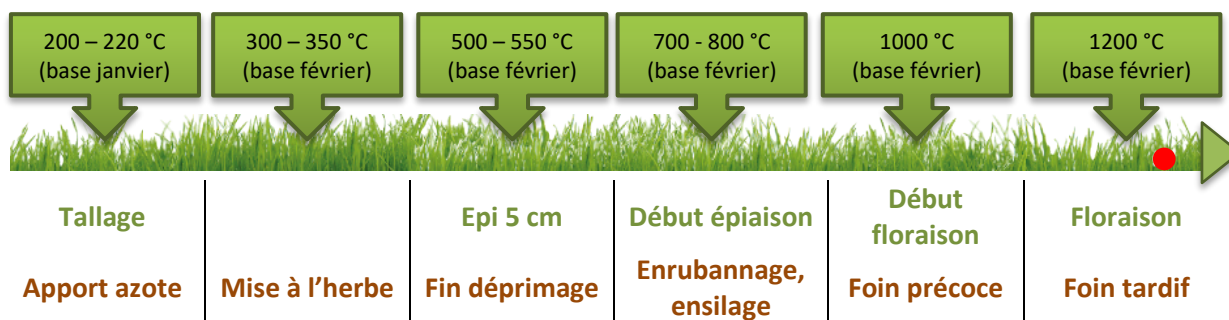 200 – 220 °C
(base janvier)
300 – 350 °C
(base février)
500 – 550 °C
(base février)
700 - 800 °C
(base février)
1000 °C
(base février)
1200 °C
(base février)
Tallage
Epi 5 cm
Début épiaison
Début
floraison
Floraison
Apport azote
Mise à l’herbe
Fin déprimage
Enrubannage,
ensilage
Foin précoce
Foin tardif